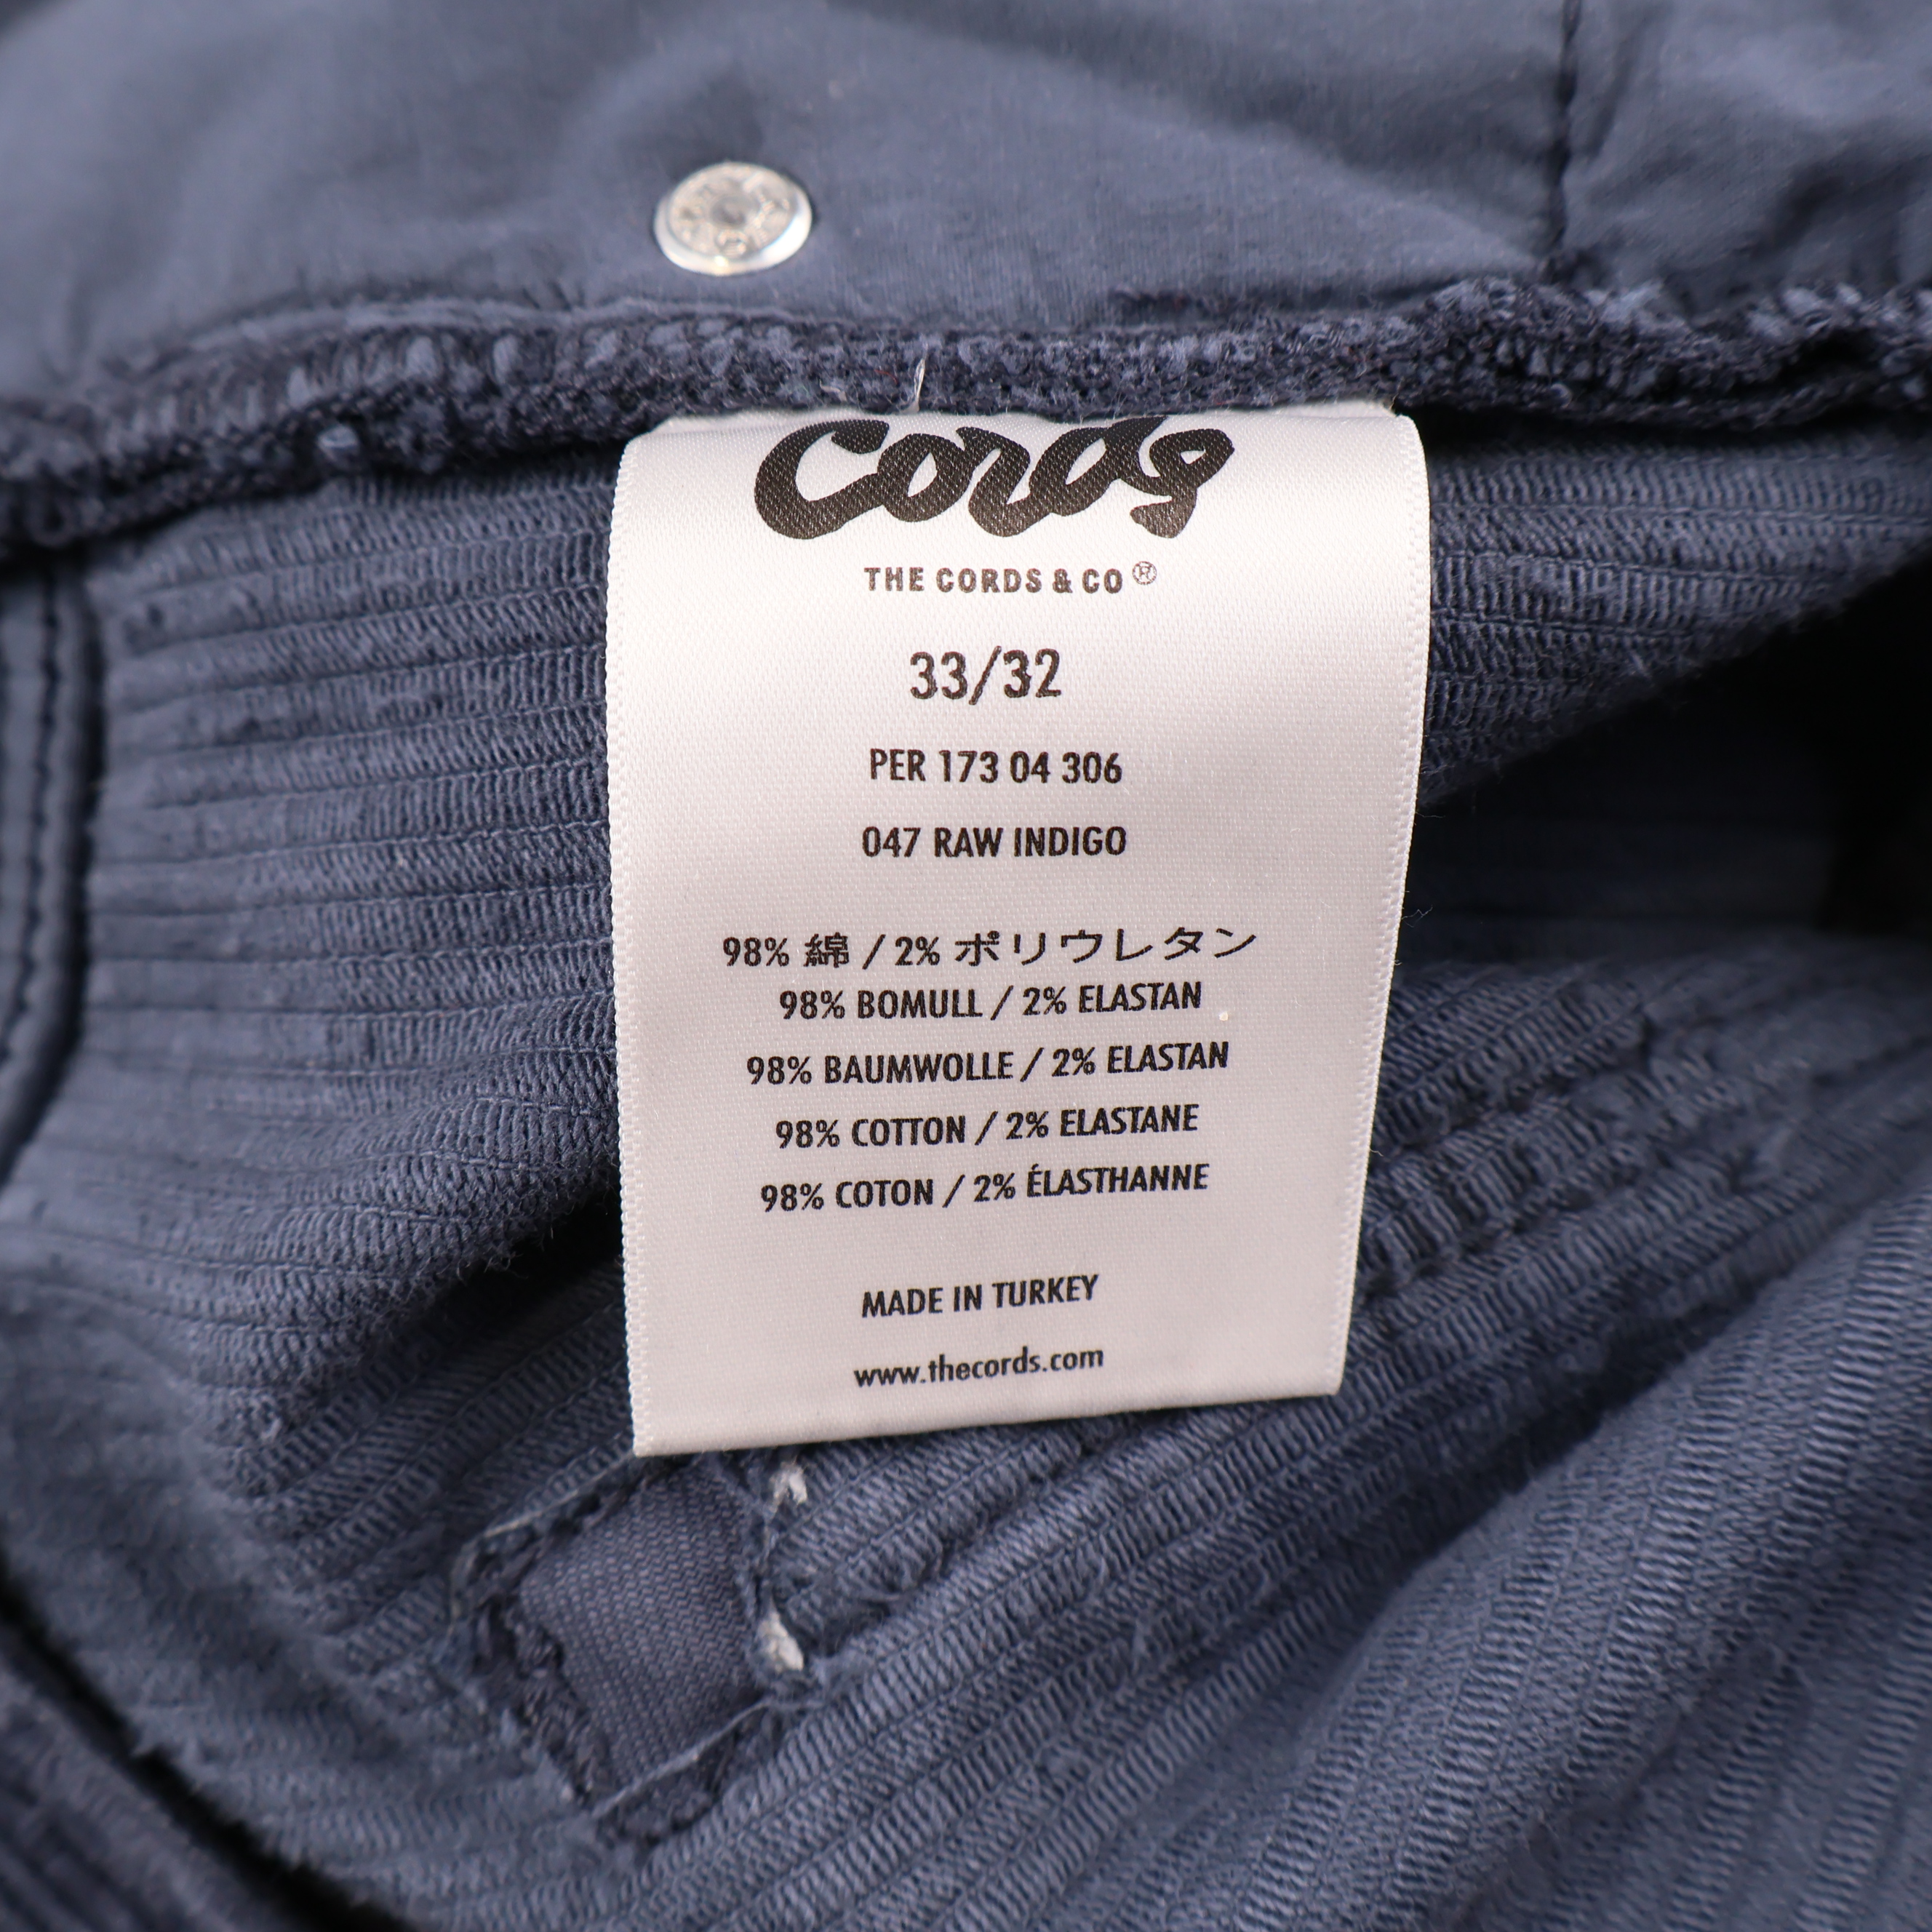 Cords
THE CORDS & CO®
33/32
PER 173 04 306
047 RAW INDIGO
98% 綿 / 2% ポリウレタン
98% BOMULL / 2% ELASTAN
98% BAUMWOLLE / 2% ELASTAN
98% COTTON / 2% ELASTANE
98% COTON / 2% ÉLASTHANNE
MADE IN TURKEY
www.thecords.com